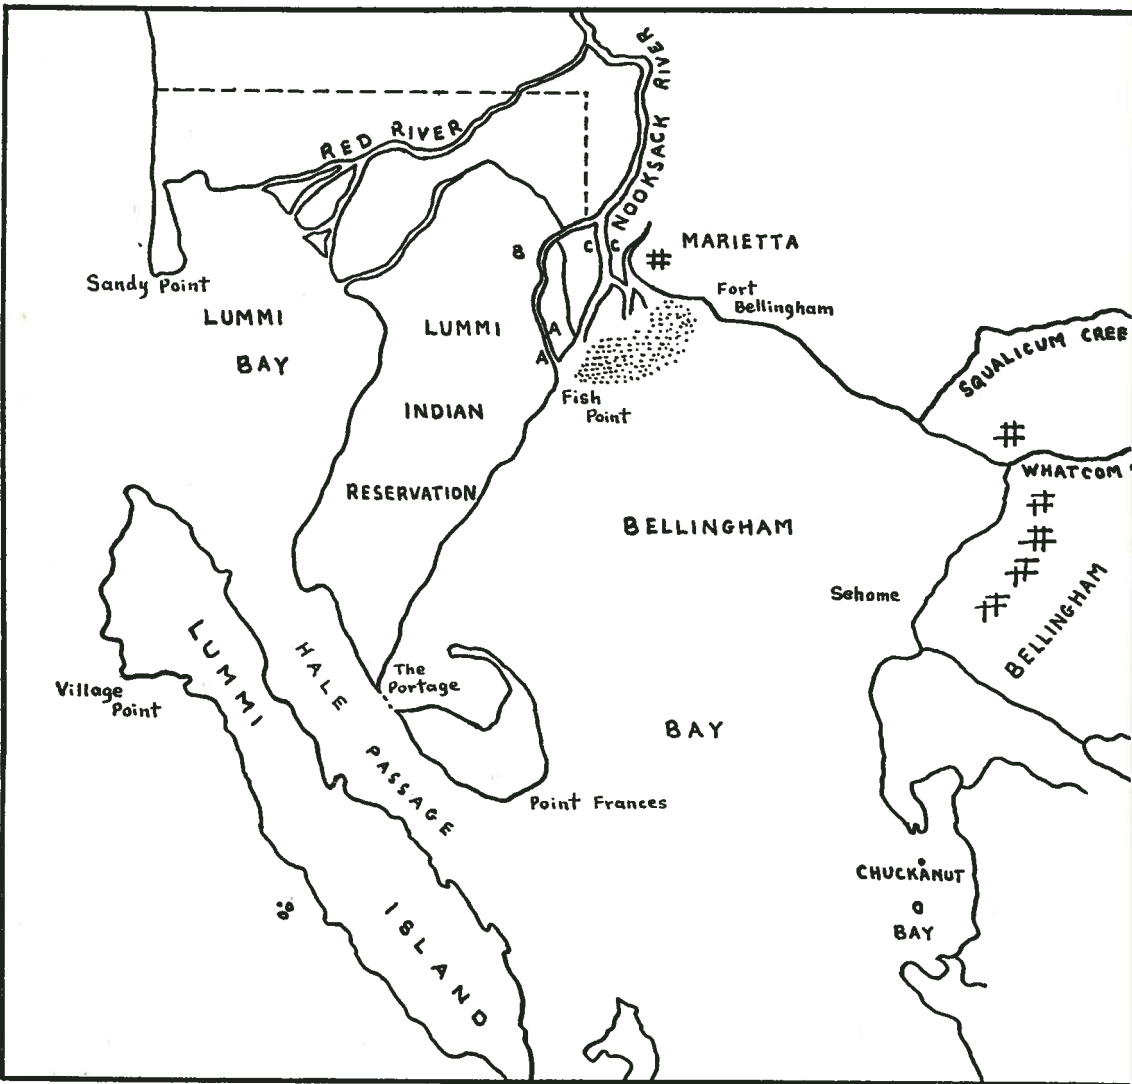 NOOKSACK RIVER
RED RIVER
MARIETTA
B
C
C
Sandy Point
Fort
Bellingham
LUMMI
BAY
LUMMI
INDIAN
RESERVATION
A
A
Fish
Point
SQUALICUM CREE
WHATCOM
BELLINGHAM
BAY
Sehome
BELLINGHAM
LUMMI
ISLAND
HALE
PASSAGE
The
Portage
Village
Point
Point Frances
CHUCKANUT
BAY